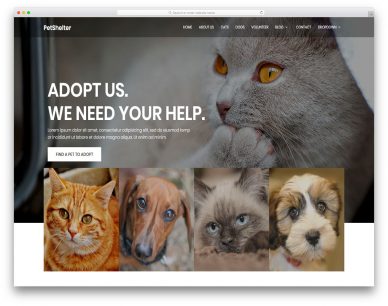 PetShelter
HOME ABOUT US CATS DOGS VOLUNTEER BLOG CONTACT DROPDOWN
ADOPT US.
WE NEED YOUR HELP.
Lorem ipsum dolor sit amet, consectetur adipisicing elit, sed do eiusmod temp
or incididunt ut labore et dolore magna aliqua. Ut enim ad minim
FIND A PET TO ADOPT